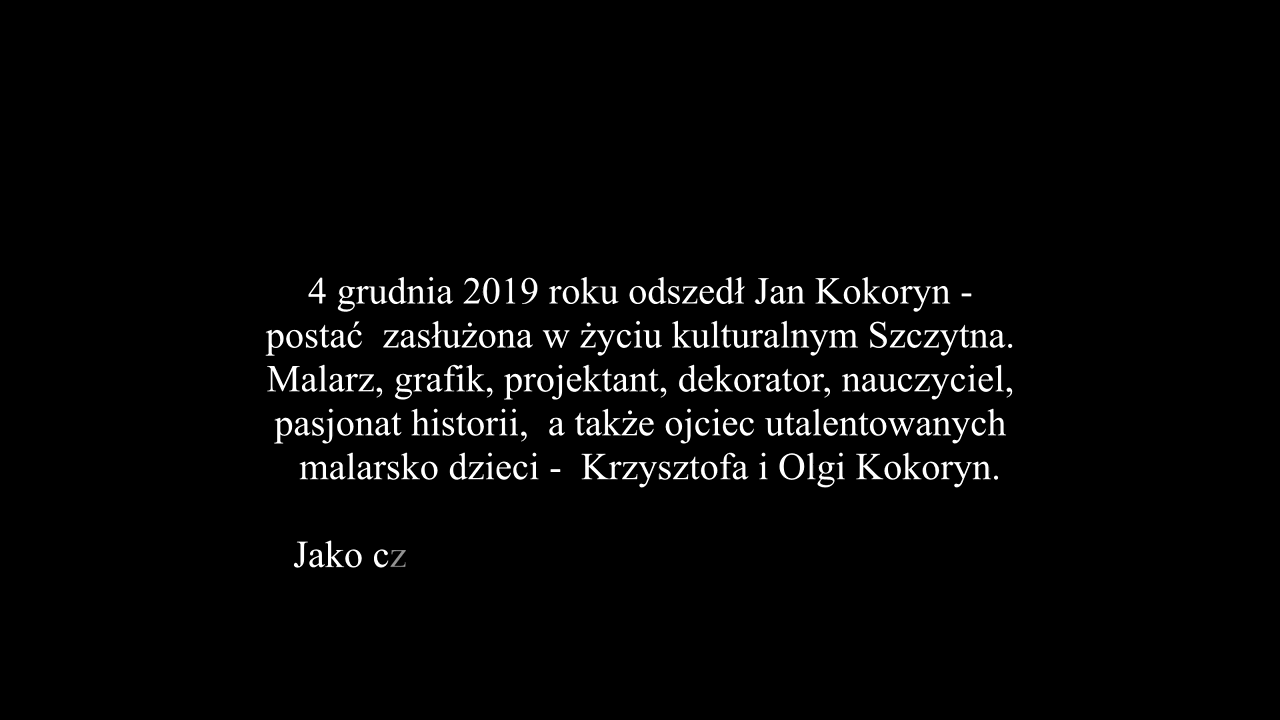 4 grudnia 2019 roku odszedł Jan Kokoryn -
postać  zasłużona w życiu kulturalnym Szczytna.
Malarz, grafik, projektant, dekorator, nauczyciel,
pasjonat historii,  a także ojciec utalentowanych
malarsko dzieci -  Krzysztofa i Olgi Kokoryn.
Jako cz